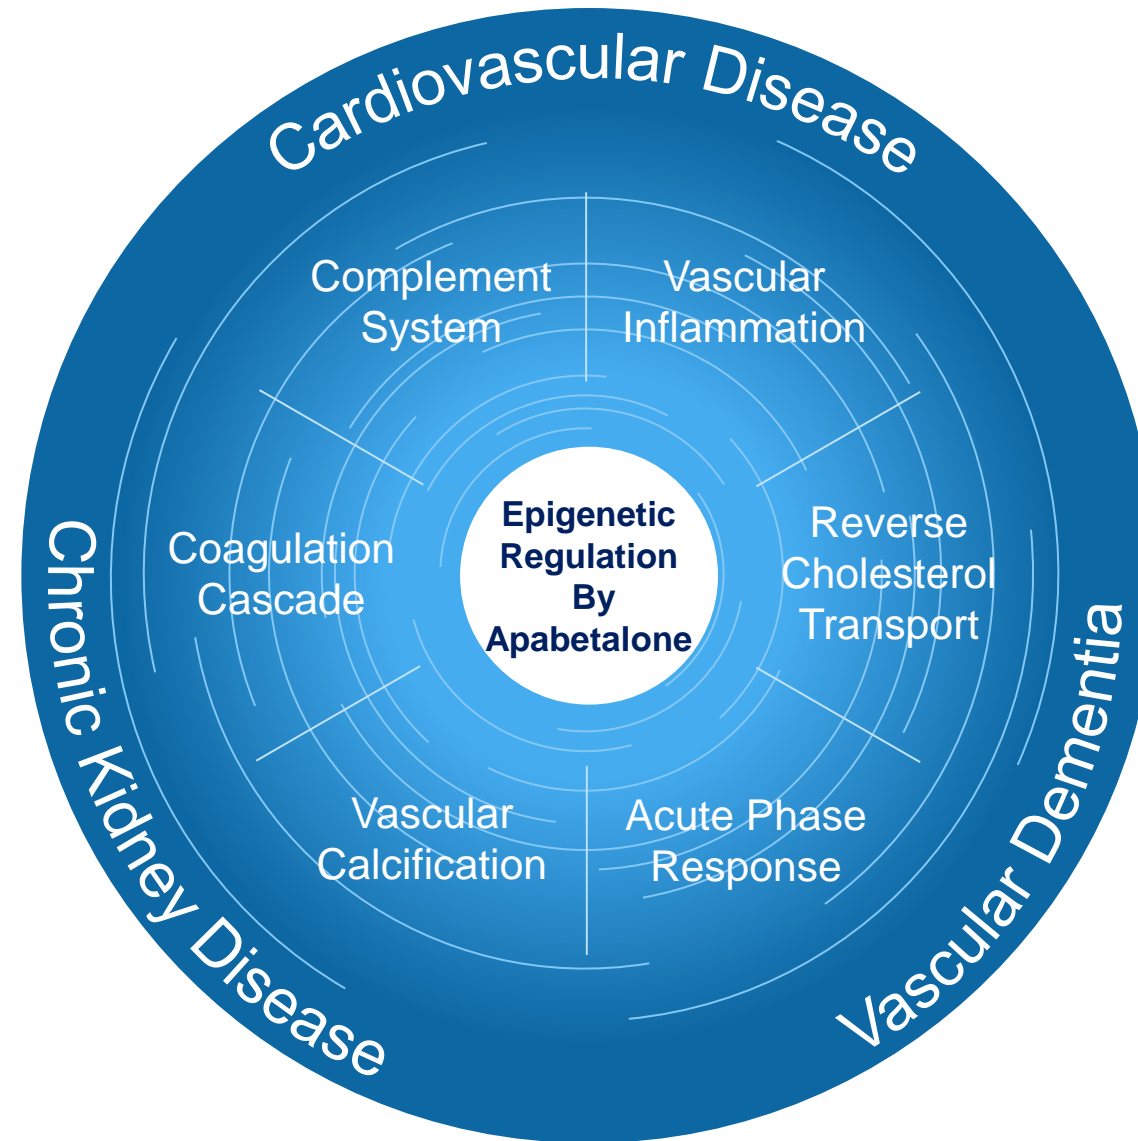 Cardiovascular Disease
Complement
System
Vascular
Inflammation
Coagulation
Cascade
Epigenetic
Regulation
By
Apabetalone
Reverse
Cholesterol
Transport
Vascular
Calcification
Acute Phase
Response
Chronic Kidney Disease
Vascular Dementia